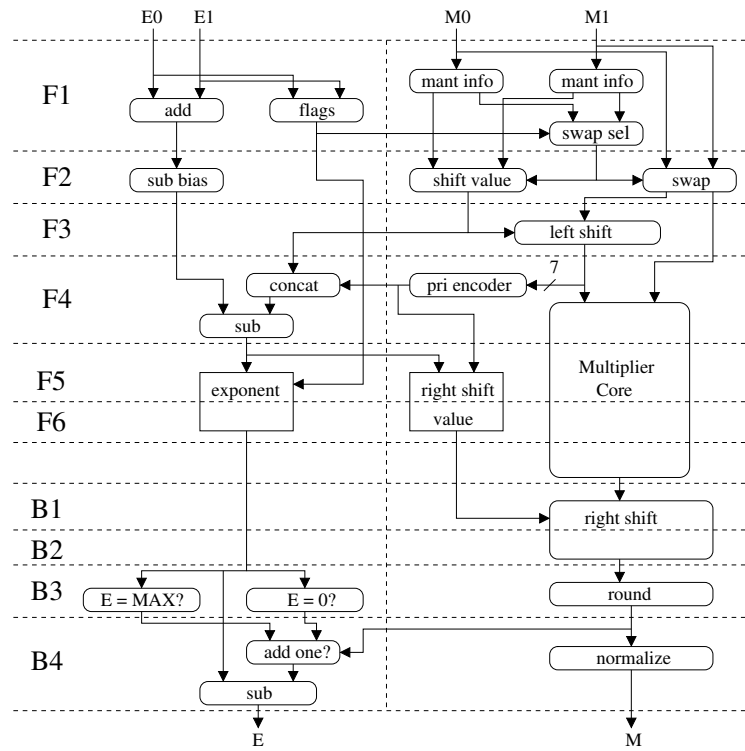 E0 E1 M0 M1
F1
mant info mant info
add flags
swap sel
F2
sub bias shift value swap
F3
left shift
F4
7
concat pri encoder
sub
Multiplier
Core
F5
exponent right shift
F6
value
B1
right shift
B2
B3
E = MAX? E = 0? round
B4
add one? normalize
sub
E M